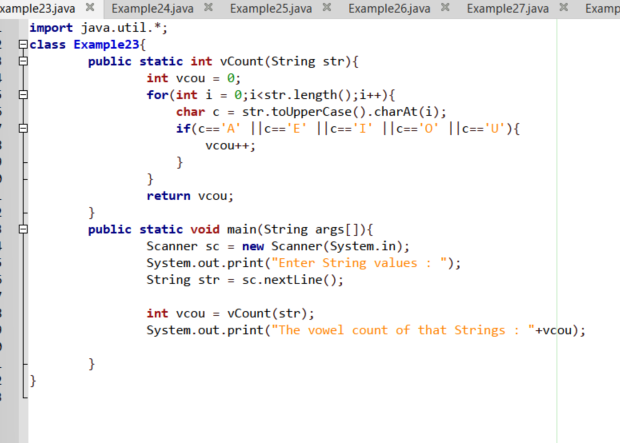 xample23.java Example24.java Example25.java Example26.java Example27.java Examp
import java.util.*;
class Example23{
public static int vCount(String str){
int vcou = 0;
for(int i = 0;i<str.length();i++){
char c = str.toUpperCase().charAt(i);
if(c=='A' ||c=='E' ||c=='I' ||c=='O' ||c=='U'){
vcou++;
}
}
return vcou;
}
public static void main(String args[]){
Scanner sc = new Scanner(System.in);
System.out.print("Enter String values : ");
String str = sc.nextLine();
int vcou = vCount(str);
System.out.print("The vowel count of that Strings : "+vcou);
}
}